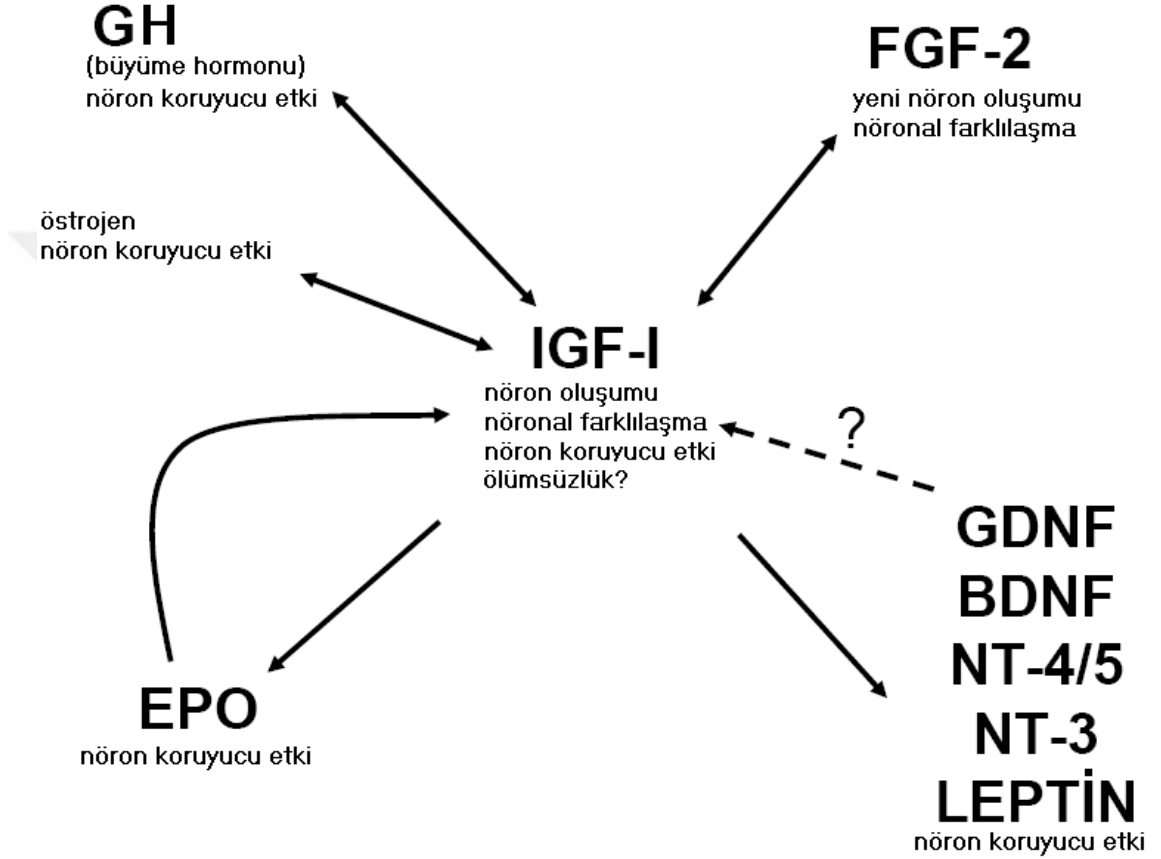 GH
(büyüme hormonu)
nöron koruyucu etki
FGF-2
yeni nöron oluşumu
nöronal farklılaşma
östrojen
nöron koruyucu etki
IGF-I
nöron oluşumu
nöronal farklılaşma
nöron koruyucu etki
ölümsüzlük?
?
GDNF
BDNF
NT-4/5
NT-3
LEPTİN
nöron koruyucu etki
EPO
nöron koruyucu etki